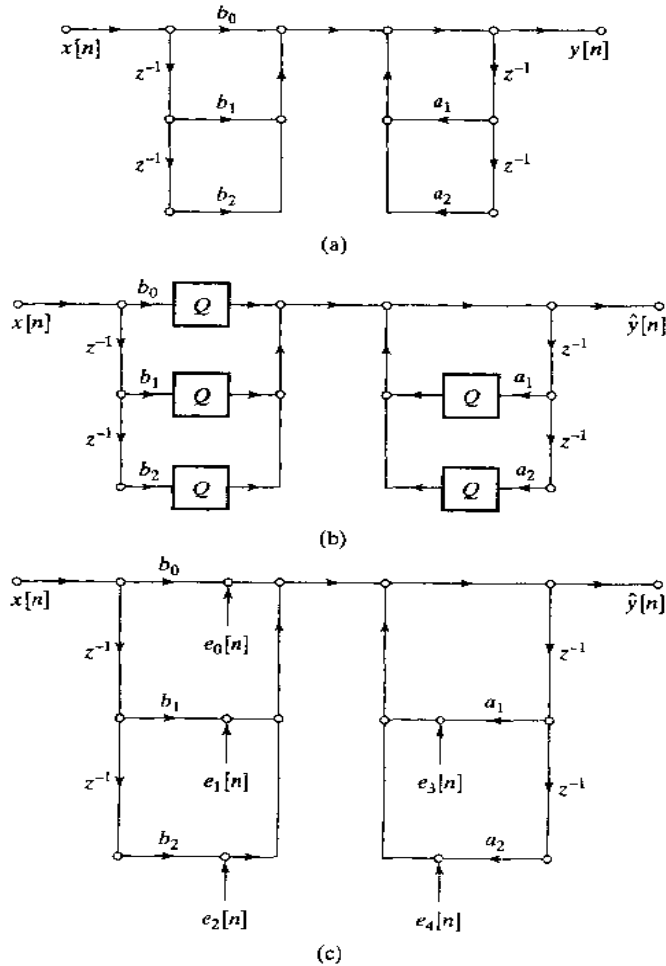 b₀
x[n] y[n]
z⁻¹ z⁻¹
b₁ a₁
z⁻¹ z⁻¹
b₂ a₂
(a)
b₀ Q
x[n] ŷ[n]
z⁻¹ z⁻¹
b₁ Q Q a₁
z⁻¹ z⁻¹
b₂ Q Q a₂
(b)
b₀
x[n] ŷ[n]
e₀[n]
z⁻¹ z⁻¹
b₁ a₁
e₁[n] e₃[n]
z⁻¹ z⁻¹
b₂ a₂
e₂[n] e₄[n]
(c)